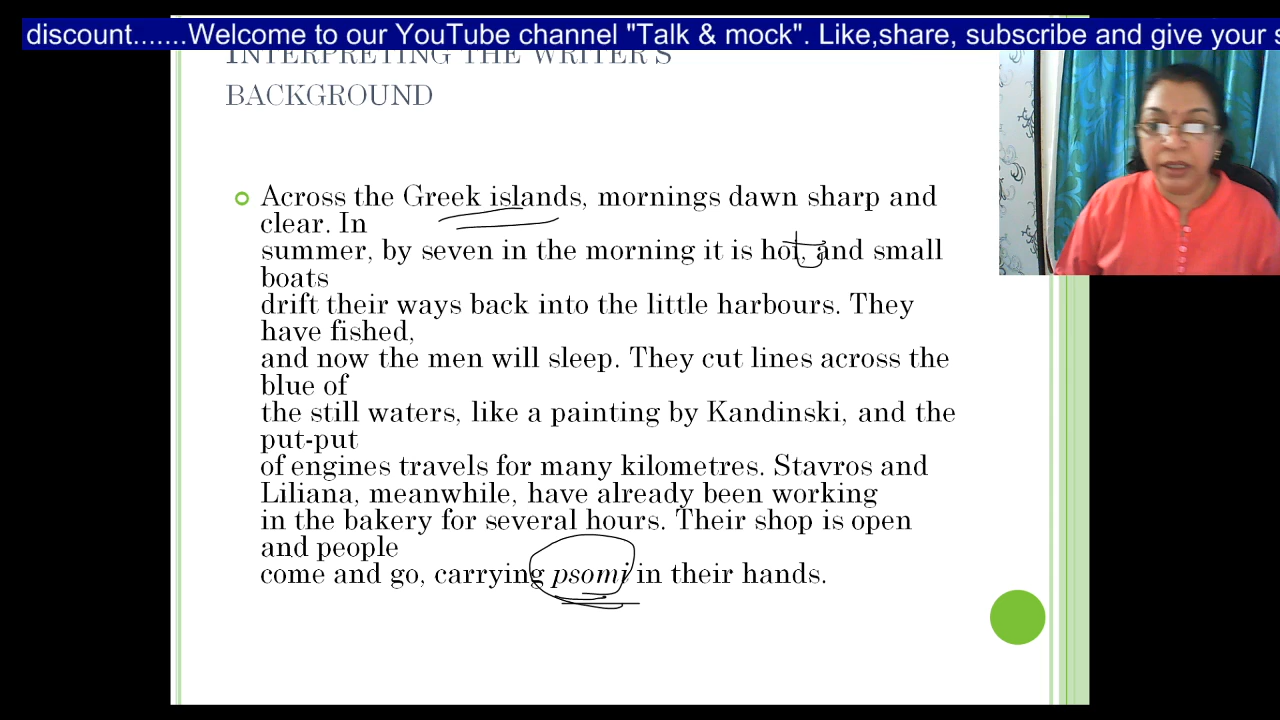 discount.......Welcome to our YouTube channel "Talk & mock". Like,share, subscribe and give your s
INTERPRETING THE WRITER'S
BACKGROUND
Across the Greek islands, mornings dawn sharp and
clear. In
summer, by seven in the morning it is hot, and small
boats
drift their ways back into the little harbours. They
have fished,
and now the men will sleep. They cut lines across the
blue of
the still waters, like a painting by Kandinski, and the
put-put
of engines travels for many kilometres. Stavros and
Liliana, meanwhile, have already been working
in the bakery for several hours. Their shop is open
and people
come and go, carrying psomi in their hands.